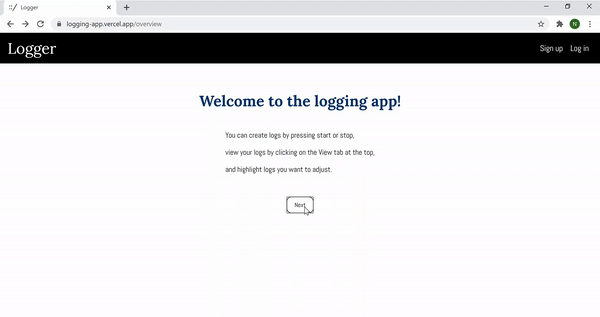 Logger
logging-app.vercel.app/overview
N
Logger
Sign up
Log in
Welcome to the logging app!
You can create logs by pressing start or stop,
view your logs by clicking on the View tab at the top,
and highlight logs you want to adjust.
Next